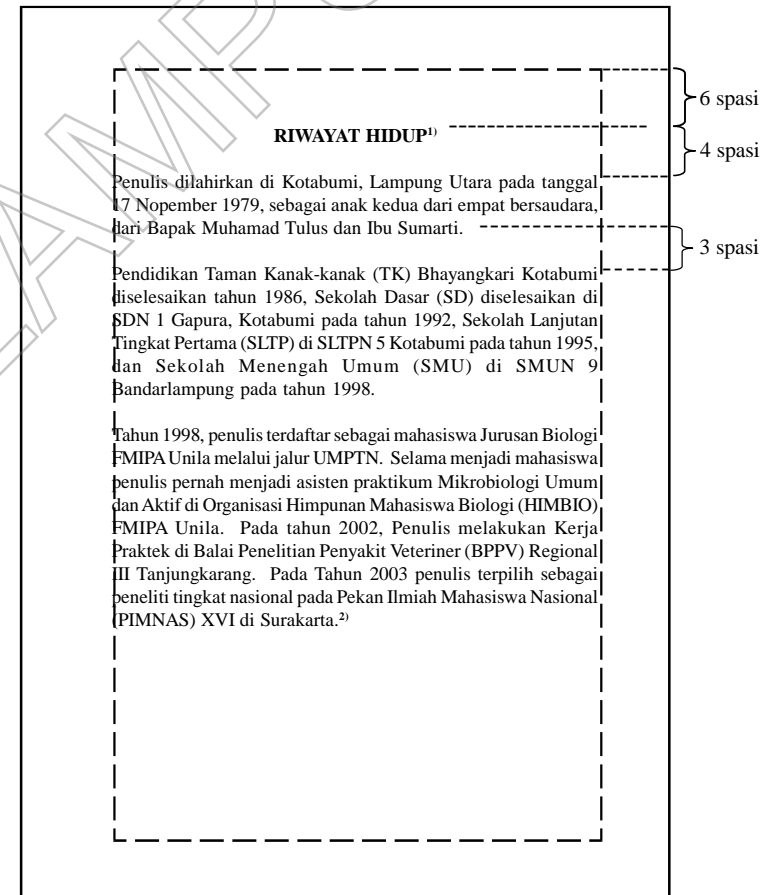 6 spasi
RIWAYAT HIDUP1)
4 spasi
Penulis dilahirkan di Kotabumi, Lampung Utara pada tanggal
17 Nopember 1979, sebagai anak kedua dari empat bersaudara,
dari Bapak Muhamad Tulus dan Ibu Sumarti.
3 spasi
Pendidikan Taman Kanak-kanak (TK) Bhayangkari Kotabumi
diselesaikan tahun 1986, Sekolah Dasar (SD) diselesaikan di
SDN 1 Gapura, Kotabumi pada tahun 1992, Sekolah Lanjutan
Tingkat Pertama (SLTP) di SLTPN 5 Kotabumi pada tahun 1995,
dan Sekolah Menengah Umum (SMU) di SMUN 9
Bandarlampung pada tahun 1998.
Tahun 1998, penulis terdaftar sebagai mahasiswa Jurusan Biologi
FMIPA Unila melalui jalur UMPTN. Selama menjadi mahasiswa
penulis pernah menjadi asisten praktikum Mikrobiologi Umum
dan Aktif di Organisasi Himpunan Mahasiswa Biologi (HIMBIO)
FMIPA Unila. Pada tahun 2002, Penulis melakukan Kerja
Praktek di Balai Penelitian Penyakit Veteriner (BPPV) Regional
III Tanjungkarang. Pada Tahun 2003 penulis terpilih sebagai
peneliti tingkat nasional pada Pekan Ilmiah Mahasiswa Nasional
(PIMNAS) XVI di Surakarta.2)